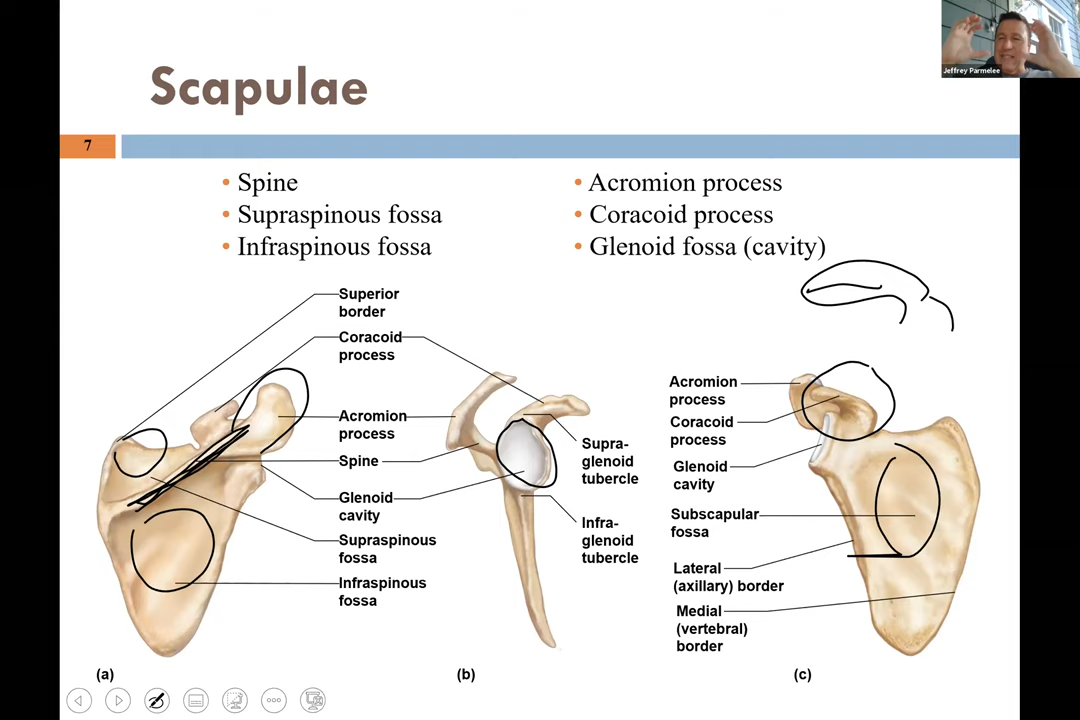 Jeffrey Parmelee
Scapulae
7
• Spine
• Supraspinous fossa
• Infraspinous fossa
• Acromion process
• Coracoid process
• Glenoid fossa (cavity)
Superior
border
Coracoid
process
Acromion
process
Spine
Glenoid
cavity
Supraspinous
fossa
Infraspinous
fossa
(a)
Supra-
glenoid
tubercle
Infra-
glenoid
tubercle
(b)
Acromion
process
Coracoid
process
Glenoid
cavity
Subscapular
fossa
Lateral
(axillary) border
Medial
(vertebral)
border
(c)